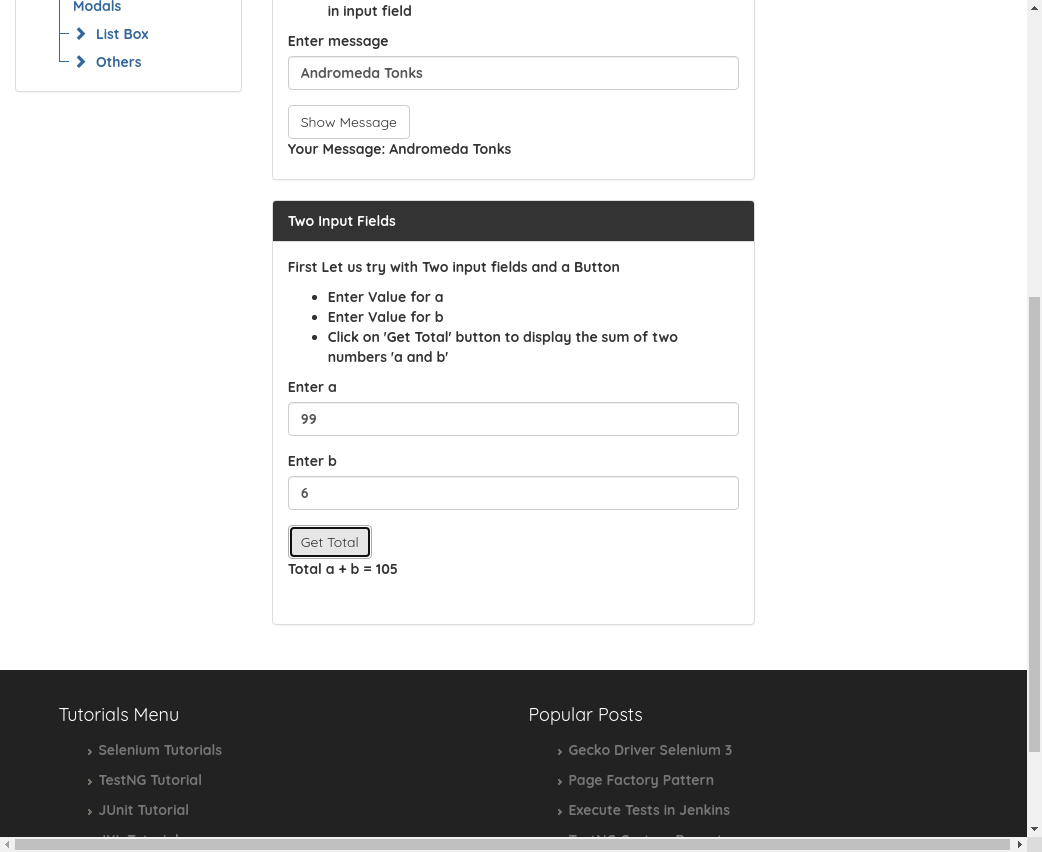 Modals
List Box
Others
in input field
Enter message
Andromeda Tonks
Show Message
Your Message: Andromeda Tonks
Two Input Fields
First Let us try with Two input fields and a Button
Enter Value for a
Enter Value for b
Click on 'Get Total' button to display the sum of two
numbers 'a and b'
Enter a
99
Enter b
6
Get Total
Total a + b = 105
Tutorials Menu
Selenium Tutorials
TestNG Tutorial
JUnit Tutorial
Popular Posts
Gecko Driver Selenium 3
Page Factory Pattern
Execute Tests in Jenkins